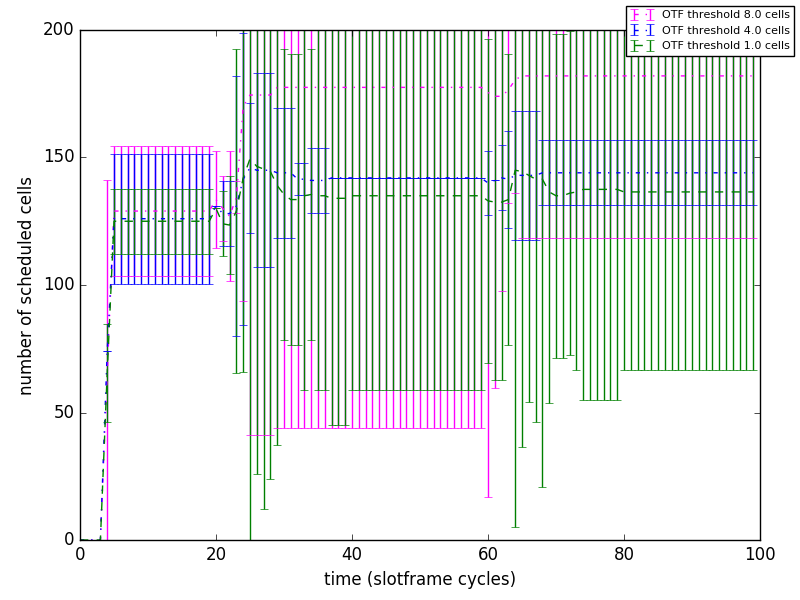 OTF threshold 8.0 cells
OTF threshold 4.0 cells
OTF threshold 1.0 cells
200
150
100
50
0
0 20 40 60 80 100
number of scheduled cells
time (slotframe cycles)